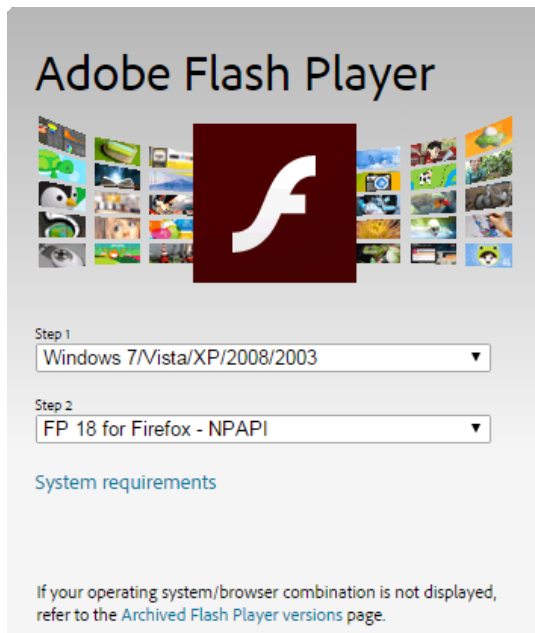 Adobe Flash Player
Step 1
Windows 7/Vista/XP/2008/2003
Step 2
FP 18 for Firefox - NPAPI
System requirements
If your operating system/browser combination is not displayed,
refer to the Archived Flash Player versions page.